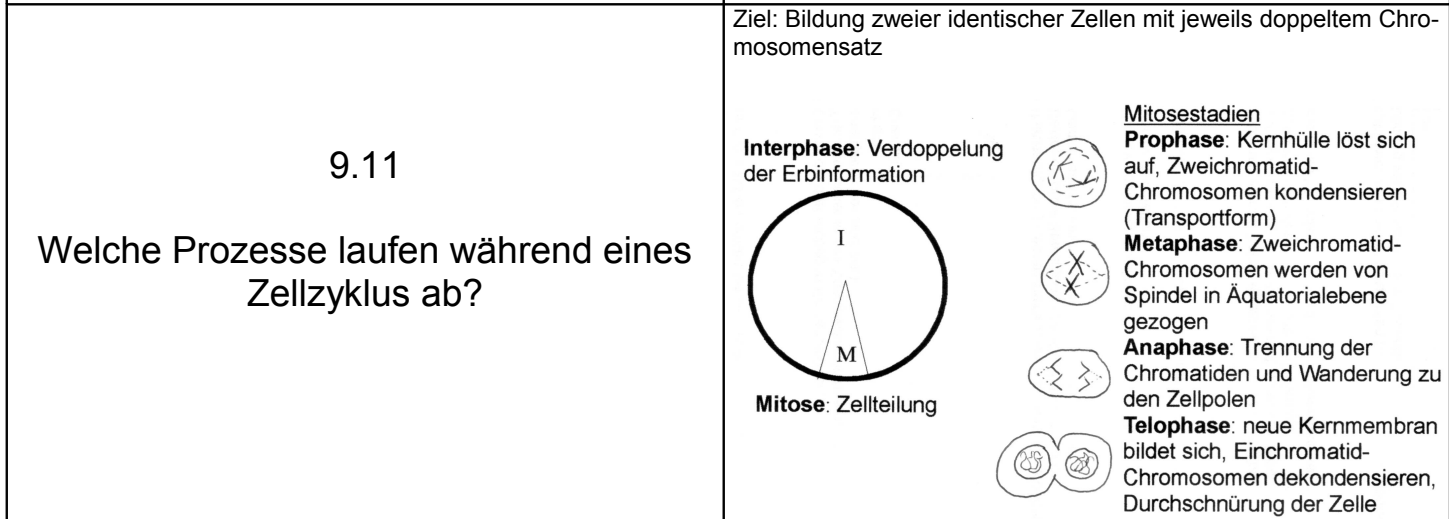 9.11
Welche Prozesse laufen während eines
Zellzyklus ab?
Ziel: Bildung zweier identischer Zellen mit jeweils doppeltem Chro-
mosomensatz
Interphase: Verdoppelung
der Erbinformation
I
M
Mitose: Zellteilung
Mitosestadien
Prophase: Kernhülle löst sich
auf, Zweichromatid-
Chromosomen kondensieren
(Transportform)
Metaphase: Zweichromatid-
Chromosomen werden von
Spindel in Äquatorialebene
gezogen
Anaphase: Trennung der
Chromatiden und Wanderung zu
den Zellpolen
Telophase: neue Kernmembran
bildet sich, Einchromatid-
Chromosomen dekondensieren,
Durchschnürung der Zelle